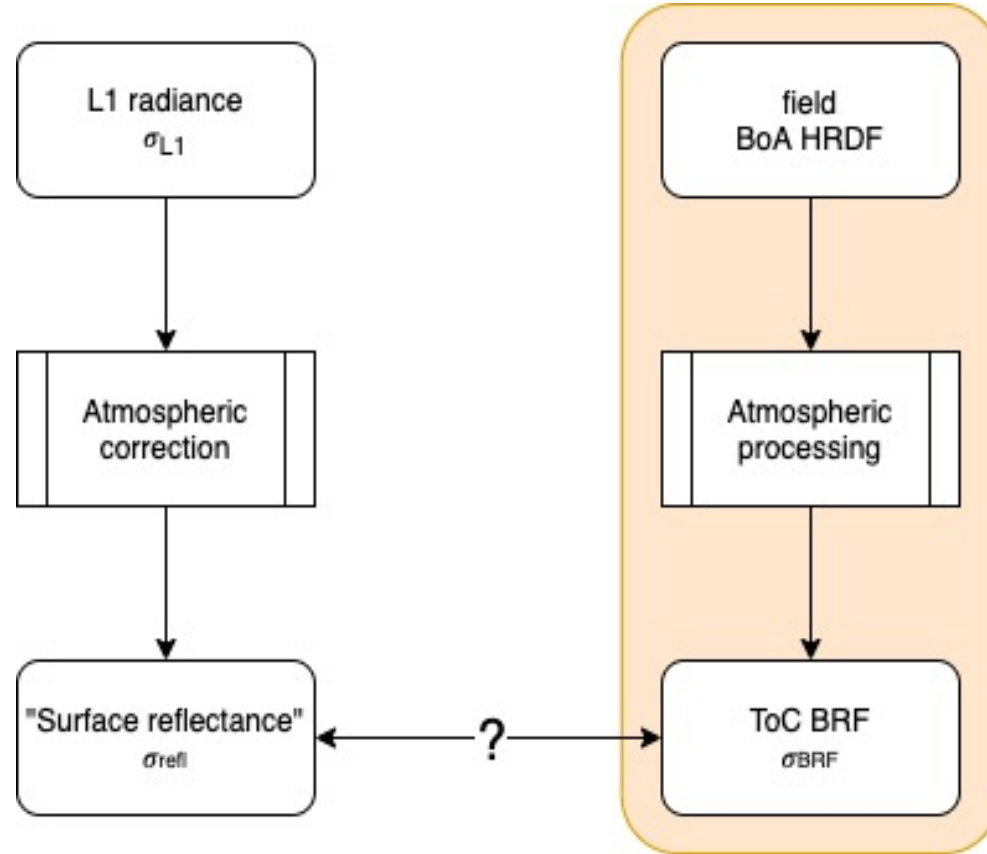 L1 radiance
σL1
Atmospheric
correction
"Surface reflectance"
σrefl
?
field
BoA HRDF
Atmospheric
processing
ToC BRF
σBRF